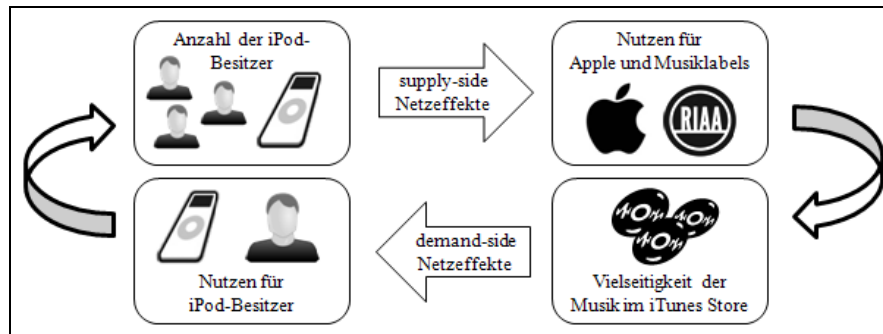 Anzahl der iPod-
Besitzer
supply-side
Netzeffekte
Nutzen für
Apple und Musiklabels
RIAA
Nutzen für
iPod-Besitzer
demand-side
Netzeffekte
Vielseitigkeit der
Musik im iTunes Store